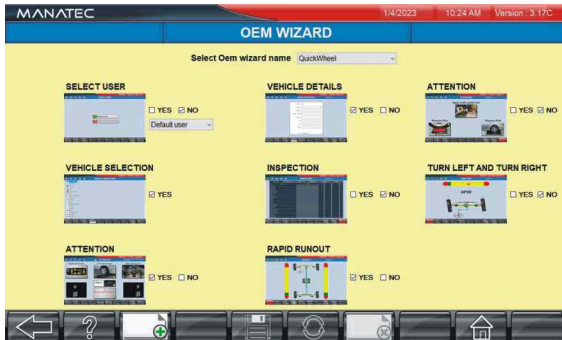 MANATEC
1/4/2023 10:24 AM Version : 3.17C
OEM WIZARD
Select Oem wizard name QuickWheel
SELECT USER VEHICLE DETAILS ATTENTION
YES NO YES NO YES NO
Default user
VEHICLE SELECTION INSPECTION TURN LEFT AND TURN RIGHT
YES YES NO YES NO
ATTENTION RAPID RUNOUT
YES NO YES NO